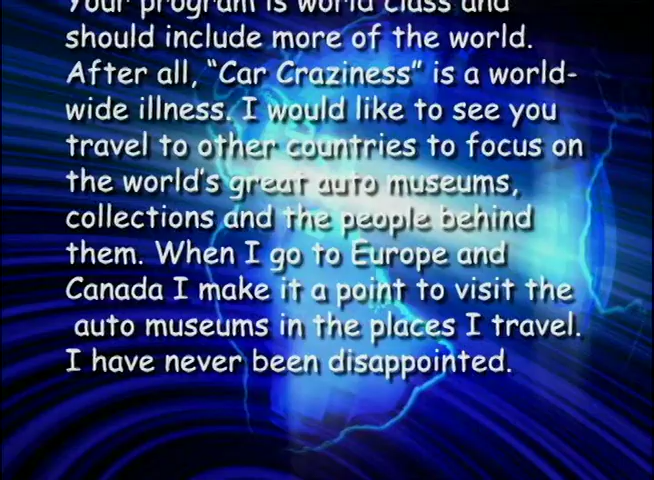 Your program is world class and
should include more of the world.
After all, “Car Craziness” is a world-
wide illness. I would like to see you
travel to other countries to focus on
the world’s great auto museums,
collections and the people behind
them. When I go to Europe and
Canada I make it a point to visit the
auto museums in the places I travel.
I have never been disappointed.